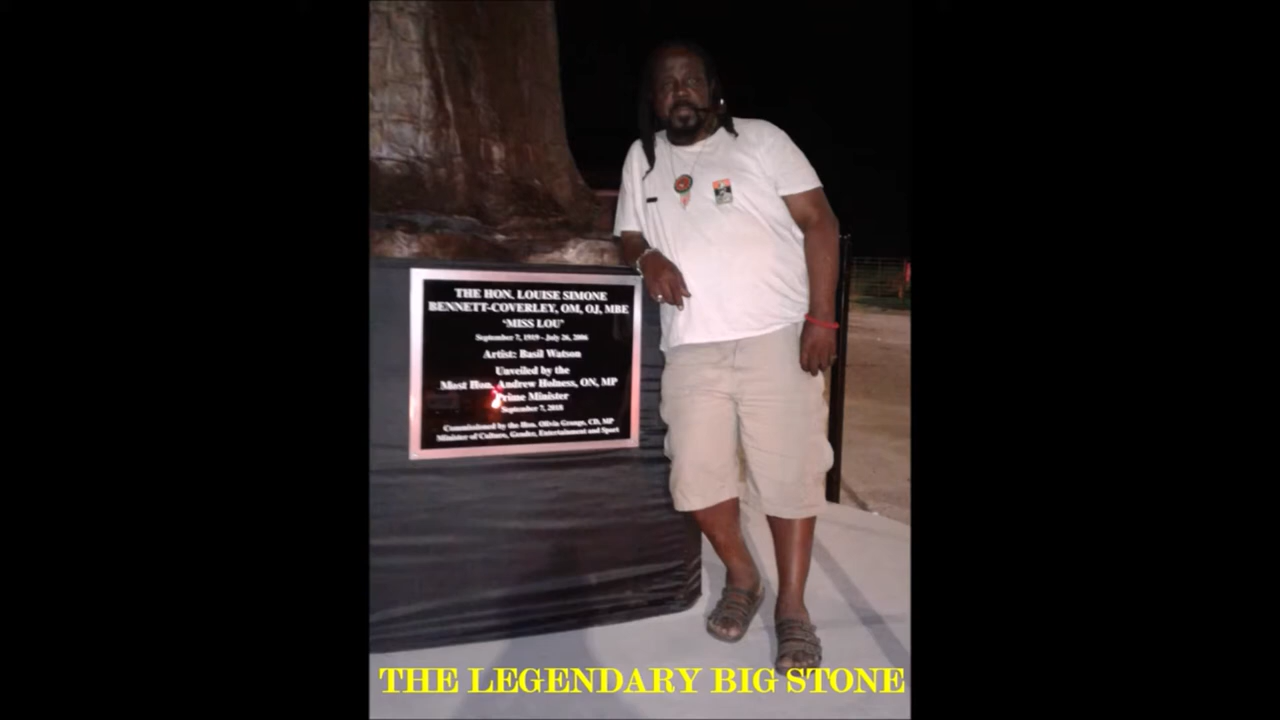 THE HON. LOUISE SIMONE
BENNETT-COVERLEY, OM, OJ, MBE
'MISS LOU'
September 7, 1919 - July 26, 2006
Artist: Basil Watson
Unveiled by the
Most Hon. Andrew Holness, ON, MP
Prime Minister
September 7, 2018
Commissioned by the Hon. Olivia Grange, CD, MP
Minister of Culture, Gender, Entertainment and Sport
THE LEGENDARY BIG STONE